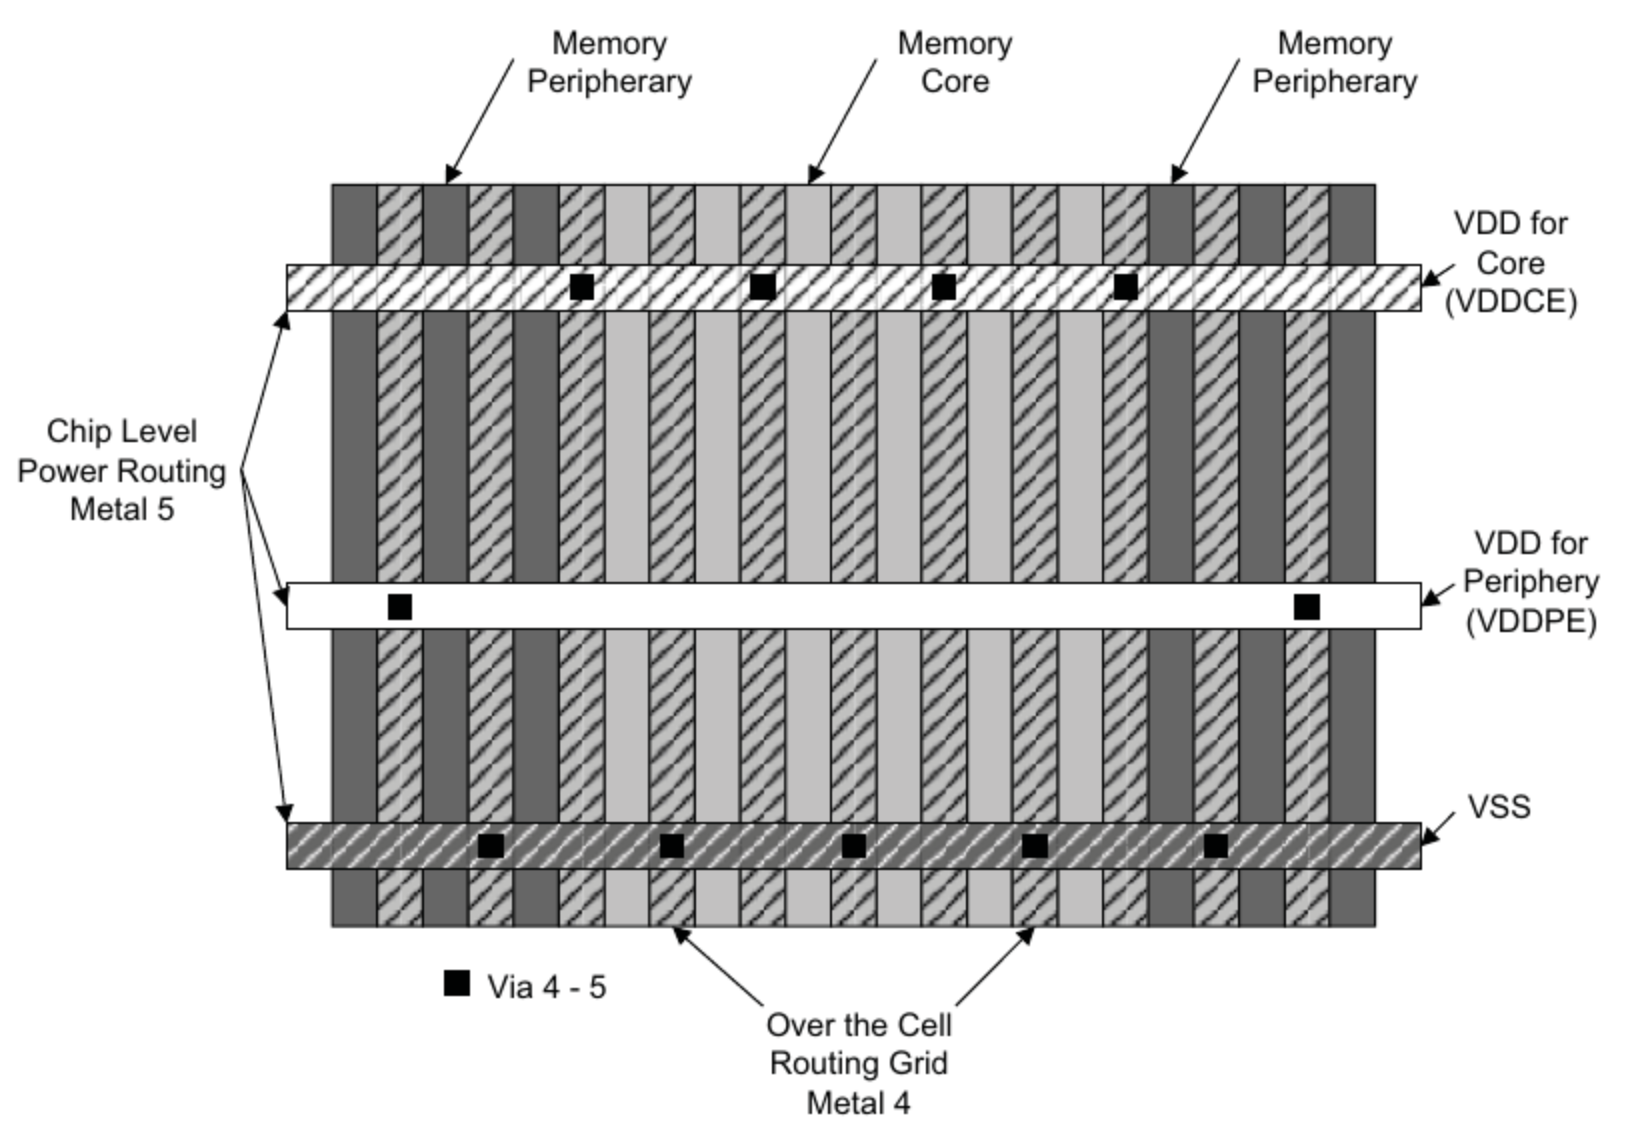 Memory
Peripherary
Memory
Core
Memory
Peripherary
VDD for
Core
(VDDCE)
Chip Level
Power Routing
Metal 5
VDD for
Periphery
(VDDPE)
VSS
Via 4 - 5
Over the Cell
Routing Grid
Metal 4